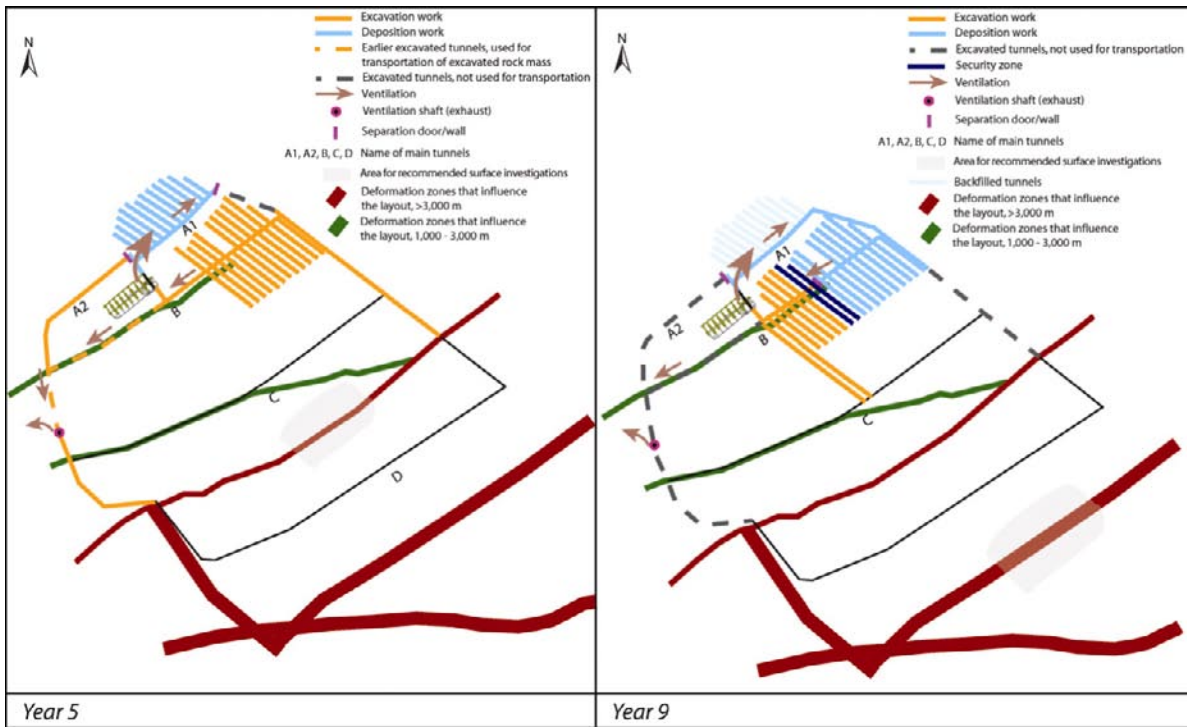 N
Excavation work
Deposition work
Earlier excavated tunnels, used for
transportation of excavated rock mass
Excavated tunnels, not used for transportation
Ventilation
Ventilation shaft (exhaust)
Separation door/wall
A1, A2, B, C, D Name of main tunnels
Area for recommended surface investigations
Deformation zones that influence
the layout, >3,000 m
Deformation zones that influence
the layout, 1,000 - 3,000 m
A1
A2
B
C
D
Year 5
N
Excavation work
Deposition work
Excavated tunnels, not used for transportation
Security zone
Ventilation
Ventilation shaft (exhaust)
Separation door/wall
A1, A2, B, C, D Name of main tunnels
Area for recommended surface investigations
Backfilled tunnels
Deformation zones that influence
the layout, >3,000 m
Deformation zones that influence
the layout, 1,000 - 3,000 m
A1
A2
B
C
Year 9